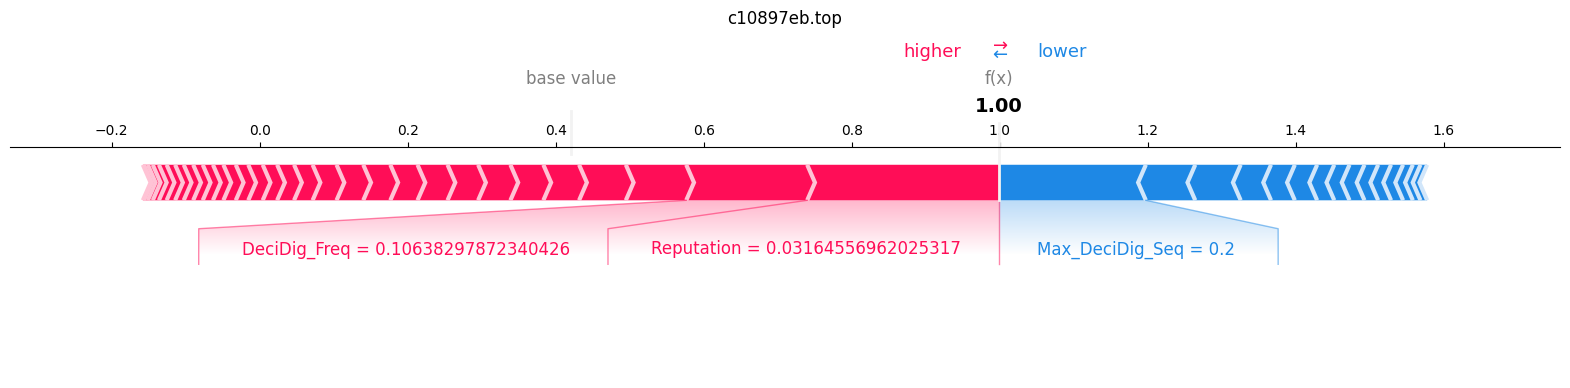 c10897eb.top
higher → lower
←
base value f(x)
1.00
−0.2 0.0 0.2 0.4 0.6 0.8 1.0 1.2 1.4 1.6
DeciDig_Freq = 0.10638297872340426 Reputation = 0.03164556962025317 Max_DeciDig_Seq = 0.2